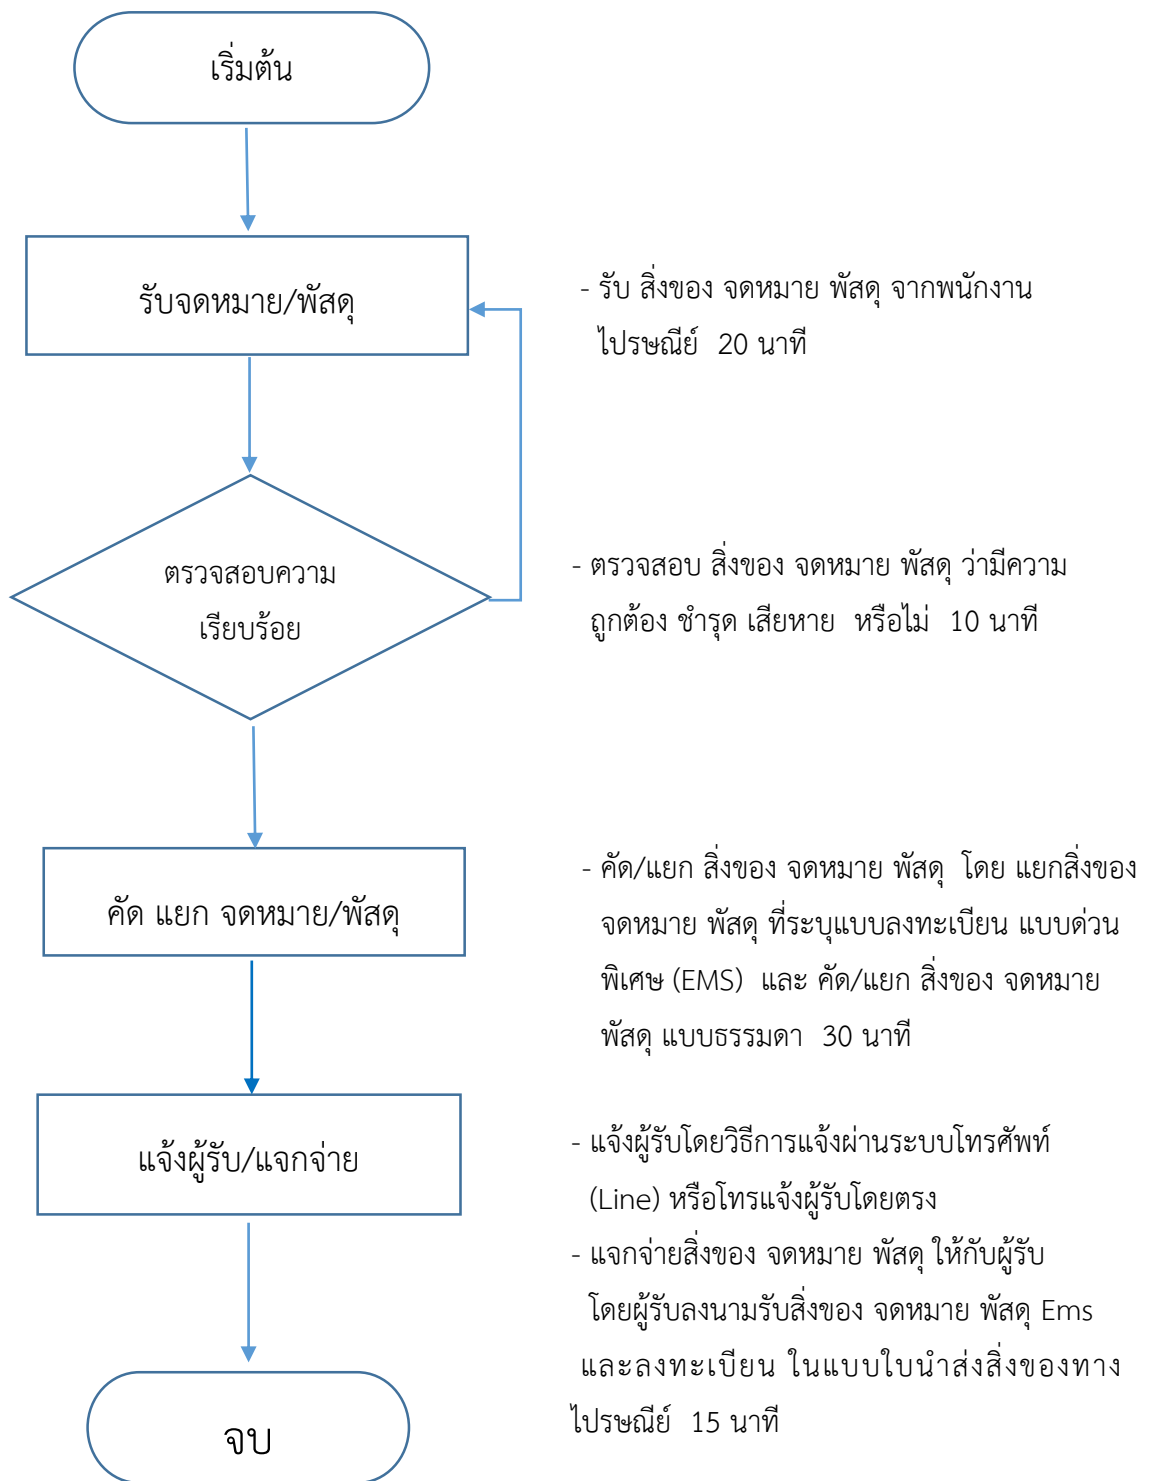 เริ่มต้น
รับจดหมาย/พัสดุ
- รับ สิ่งของ จดหมาย พัสดุ จากพนักงาน
ไปรษณีย์ 20 นาที
ตรวจสอบความ
เรียบร้อย
- ตรวจสอบ สิ่งของ จดหมาย พัสดุ ว่ามีความ
ถูกต้อง ชำรุด เสียหาย หรือไม่ 10 นาที
คัด แยก จดหมาย/พัสดุ
- คัด/แยก สิ่งของ จดหมาย พัสดุ โดย แยกสิ่งของ
จดหมาย พัสดุ ที่ระบุแบบลงทะเบียน แบบด่วน
พิเศษ (EMS) และ คัด/แยก สิ่งของ จดหมาย
พัสดุ แบบธรรมดา 30 นาที
แจ้งผู้รับ/แจกจ่าย
- แจ้งผู้รับโดยวิธีการแจ้งผ่านระบบโทรศัพท์
(Line) หรือโทรแจ้งผู้รับโดยตรง
- แจกจ่ายสิ่งของ จดหมาย พัสดุ ให้กับผู้รับ
โดยผู้รับลงนามรับสิ่งของ จดหมาย พัสดุ Ems
และลงทะเบียน ในแบบใบนำส่งสิ่งของทาง
ไปรษณีย์ 15 นาที
จบ